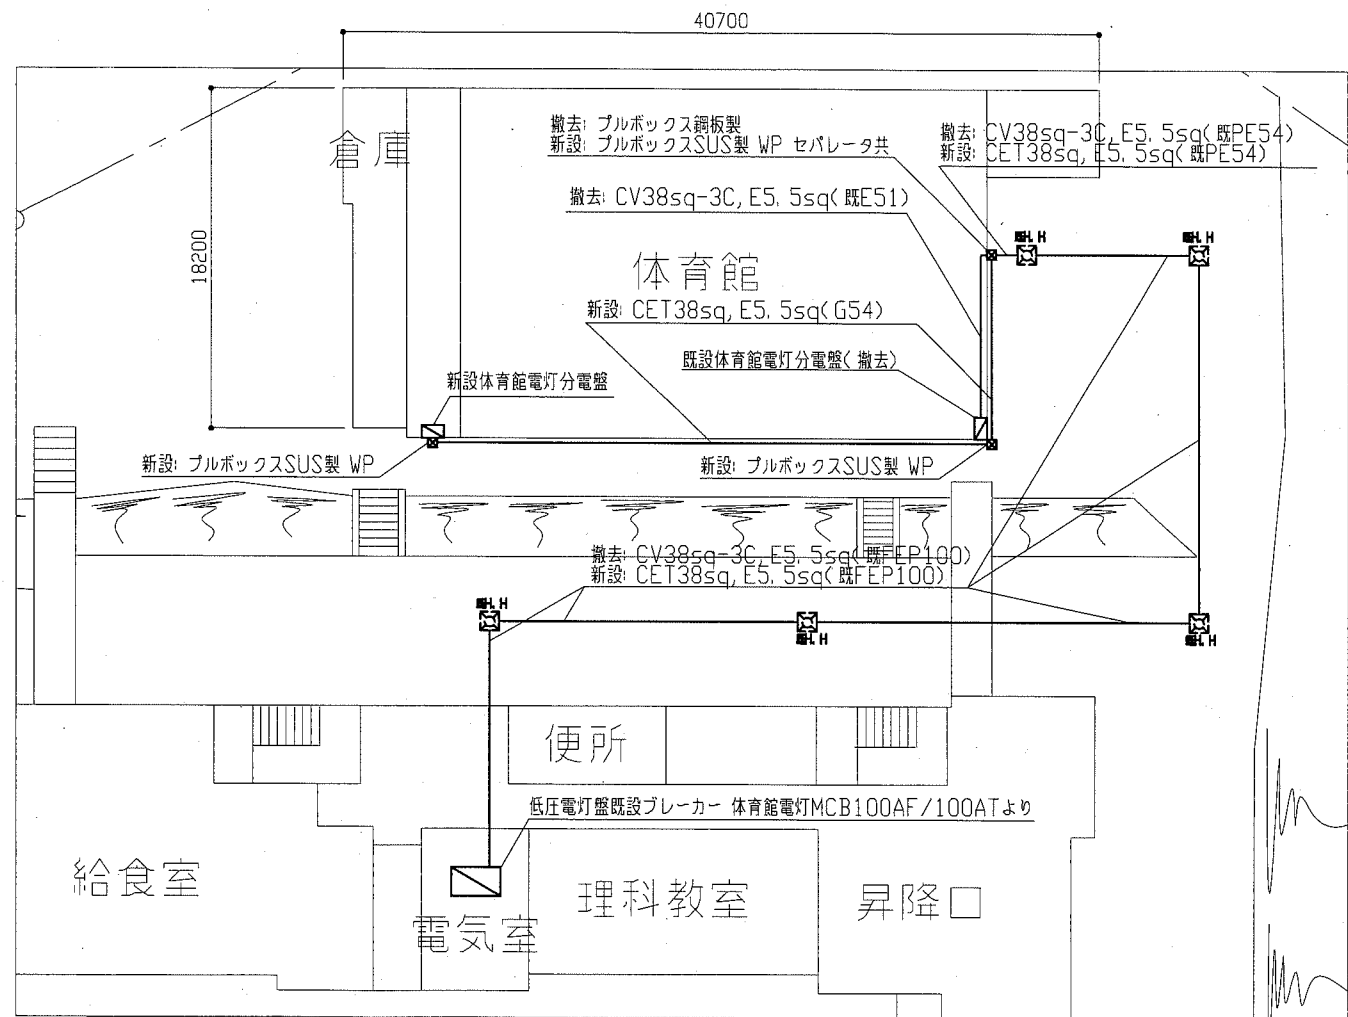 40700
撤去: プルボックス鋼板製
新設: プルボックスSUS製 WP セパレータ共
撤去: CV38sq-3C, E5. 5sq(既PE54)
新設: CET38sq, E5. 5sq(既PE54)
倉庫
撤去: CV38sq-3C, E5. 5sq(既E51)
18200
体育館
新設: CET38sq, E5. 5sq(G54)
既設体育館電灯分電盤(撤去)
新設体育館電灯分電盤
新設: プルボックスSUS製 WP
新設: プルボックスSUS製 WP
撤去: CV38sq-3C, E5. 5sq(既FEP100)
新設: CET38sq, E5. 5sq(既FEP100)
便所
低圧電灯盤既設ブレーカー 体育館電灯MCB100AF/100ATより
給食室
電気室
理科教室
昇降口